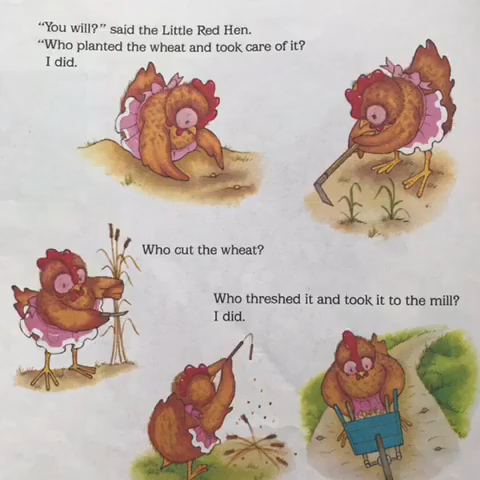 “You will?” said the Little Red Hen.
“Who planted the wheat and took care of it?
I did.
Who cut the wheat?
Who threshed it and took it to the mill?
I did.